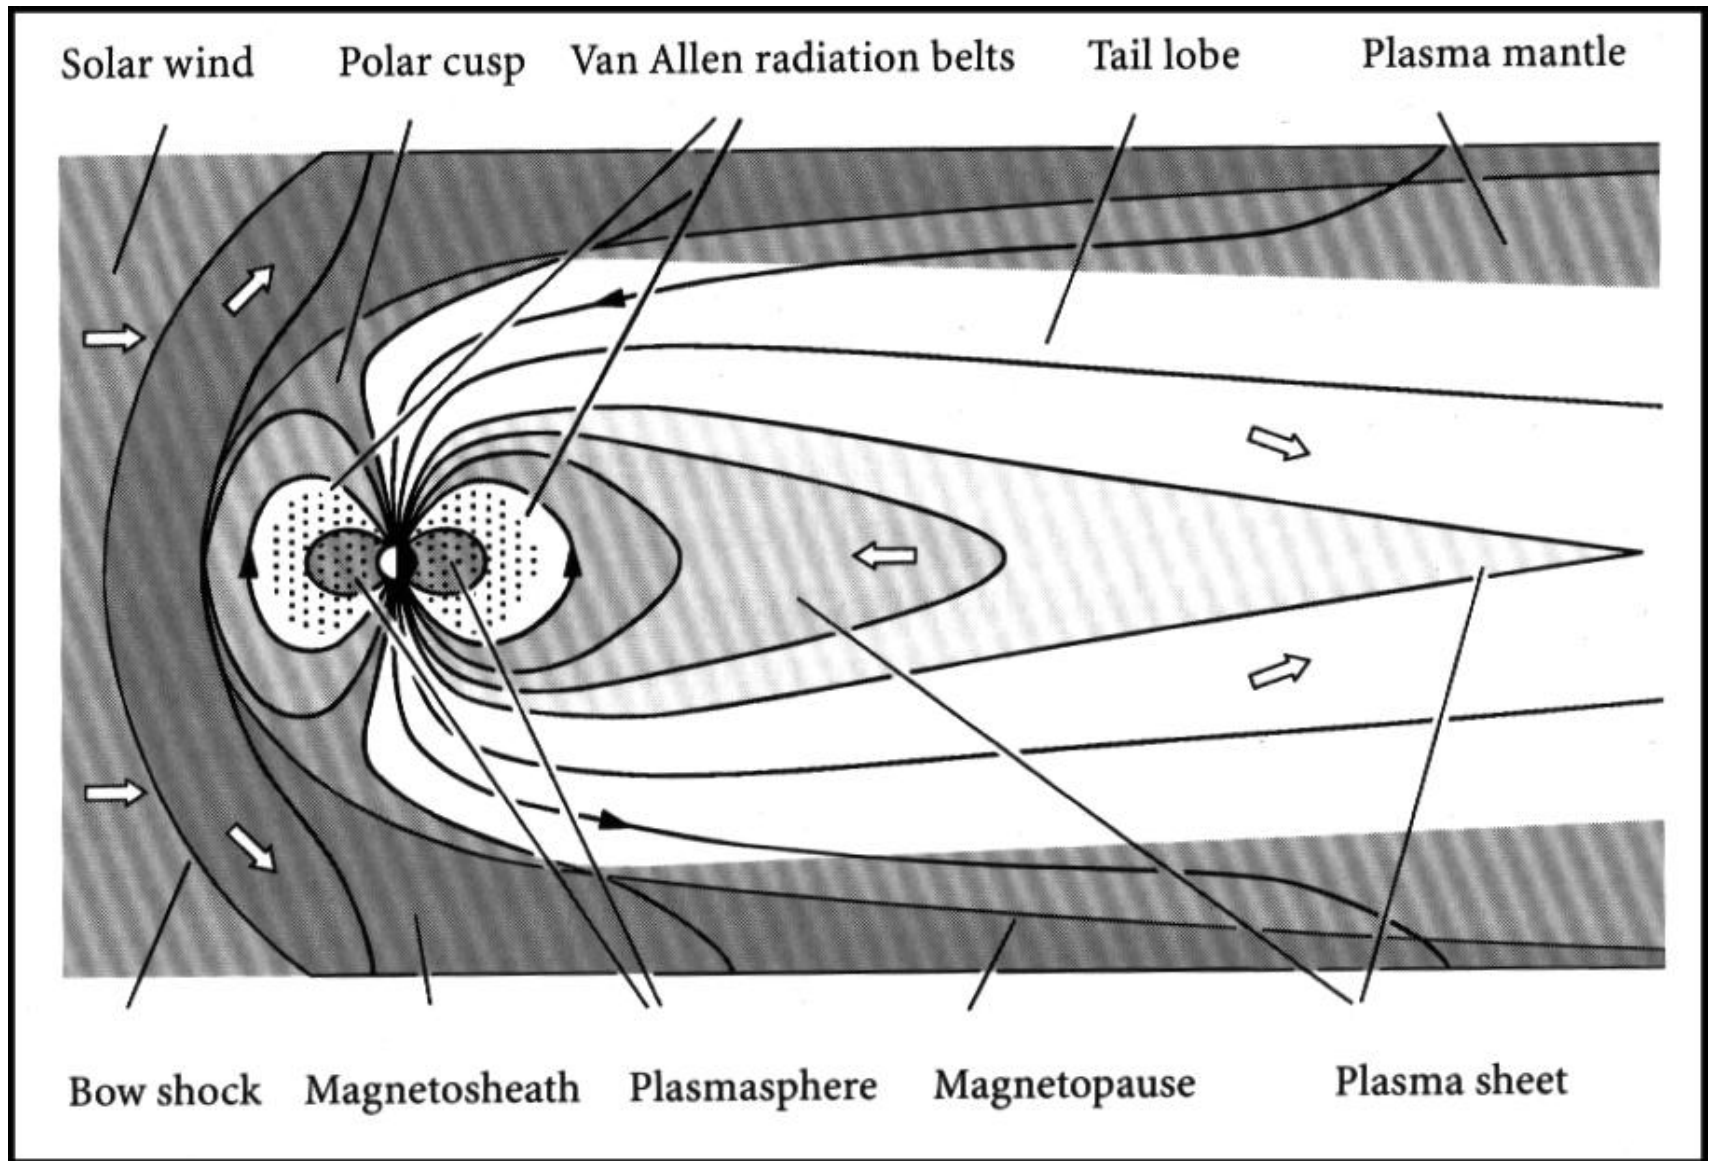 Solar wind
Polar cusp
Van Allen radiation belts
Tail lobe
Plasma mantle
Bow shock
Magnetosheath
Plasmasphere
Magnetopause
Plasma sheet